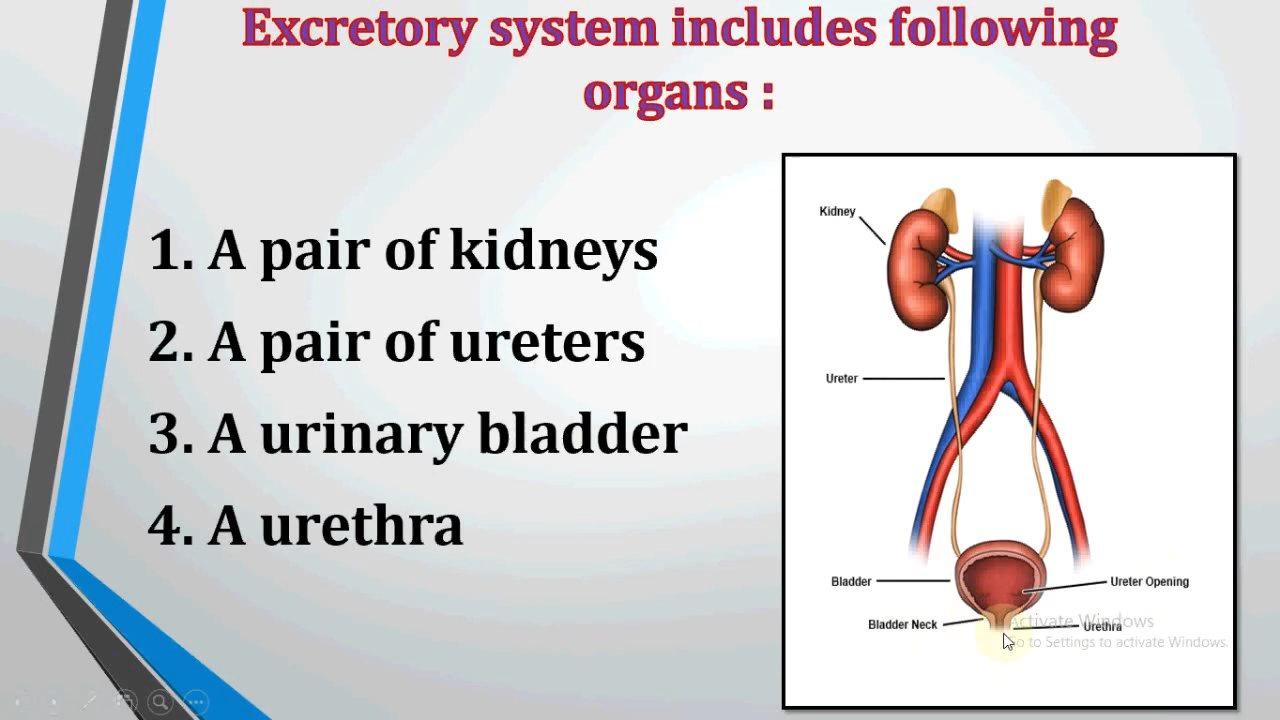 Excretory system includes following
organs :
1. A pair of kidneys
2. A pair of ureters
3. A urinary bladder
4. A urethra
Kidney
Ureter
Bladder
Ureter Opening
Bladder Neck
Urethra
Activate Windows
Go to Settings to activate Windows.